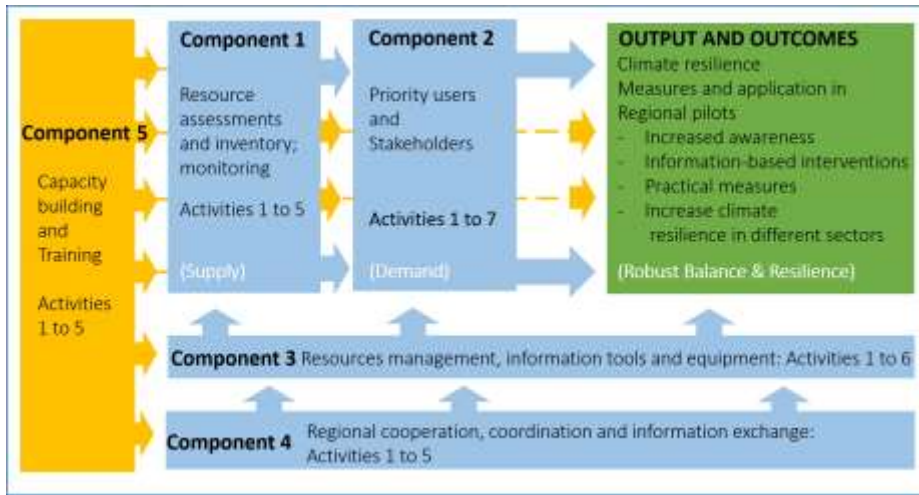 Component 5
Capacity
building
and
Training
Activities
1 to 5
Component 1
Resource
assessments
and inventory;
monitoring
Activities 1 to 5
(Supply)
Component 2
Priority users
and
Stakeholders
Activities 1 to 7
(Demand)
OUTPUT AND OUTCOMES
Climate resilience
Measures and application in
Regional pilots
- Increased awareness
- Information-based interventions
- Practical measures
- Increase climate
resilience in different sectors
(Robust Balance & Resilience)
Component 3 Resources management, information tools and equipment: Activities 1 to 6
Component 4 Regional cooperation, coordination and information exchange:
Activities 1 to 5